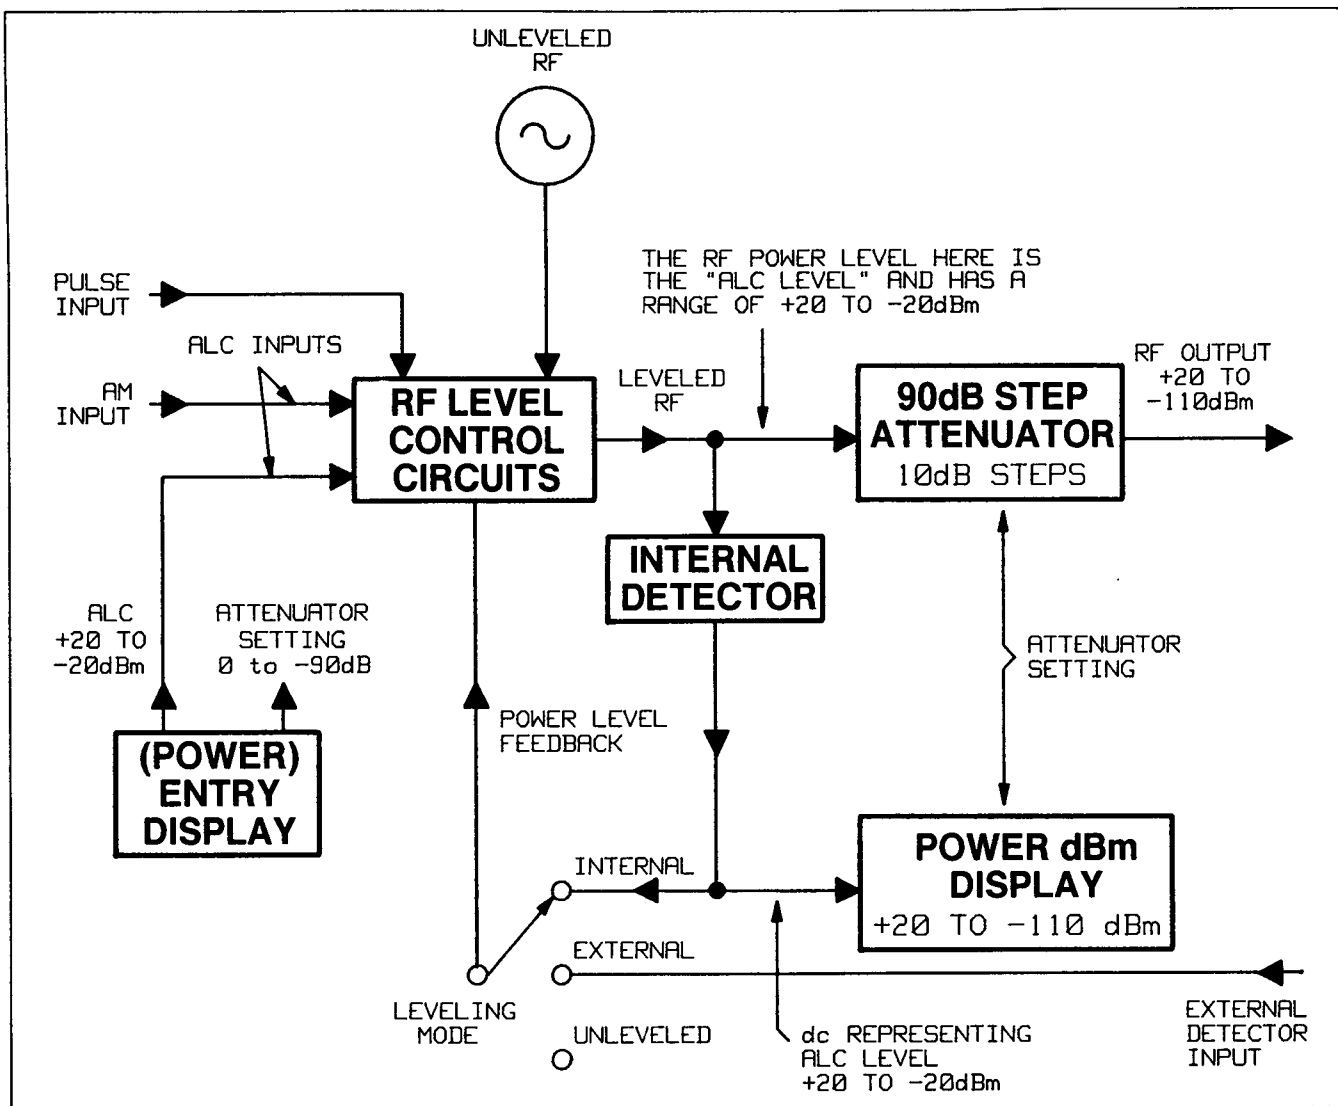 UNLEVELED
RF
THE RF POWER LEVEL HERE IS
THE "ALC LEVEL" AND HAS A
RANGE OF +20 TO -20dBm
PULSE
INPUT
ALC INPUTS
AM
INPUT
RF LEVEL
CONTROL
CIRCUITS
LEVELED
RF
90dB STEP
ATTENUATOR
10dB STEPS
RF OUTPUT
+20 TO
-110dBm
INTERNAL
DETECTOR
ALC
+20 TO
-20dBm
ATTENUATOR
SETTING
0 to -90dB
ATTENUATOR
SETTING
POWER LEVEL
FEEDBACK
(POWER)
ENTRY
DISPLAY
POWER dBm
DISPLAY
+20 TO -110 dBm
INTERNAL
EXTERNAL
LEVELING
MODE
UNLEVELED
dc REPRESENTING
ALC LEVEL
+20 TO -20dBm
EXTERNAL
DETECTOR
INPUT